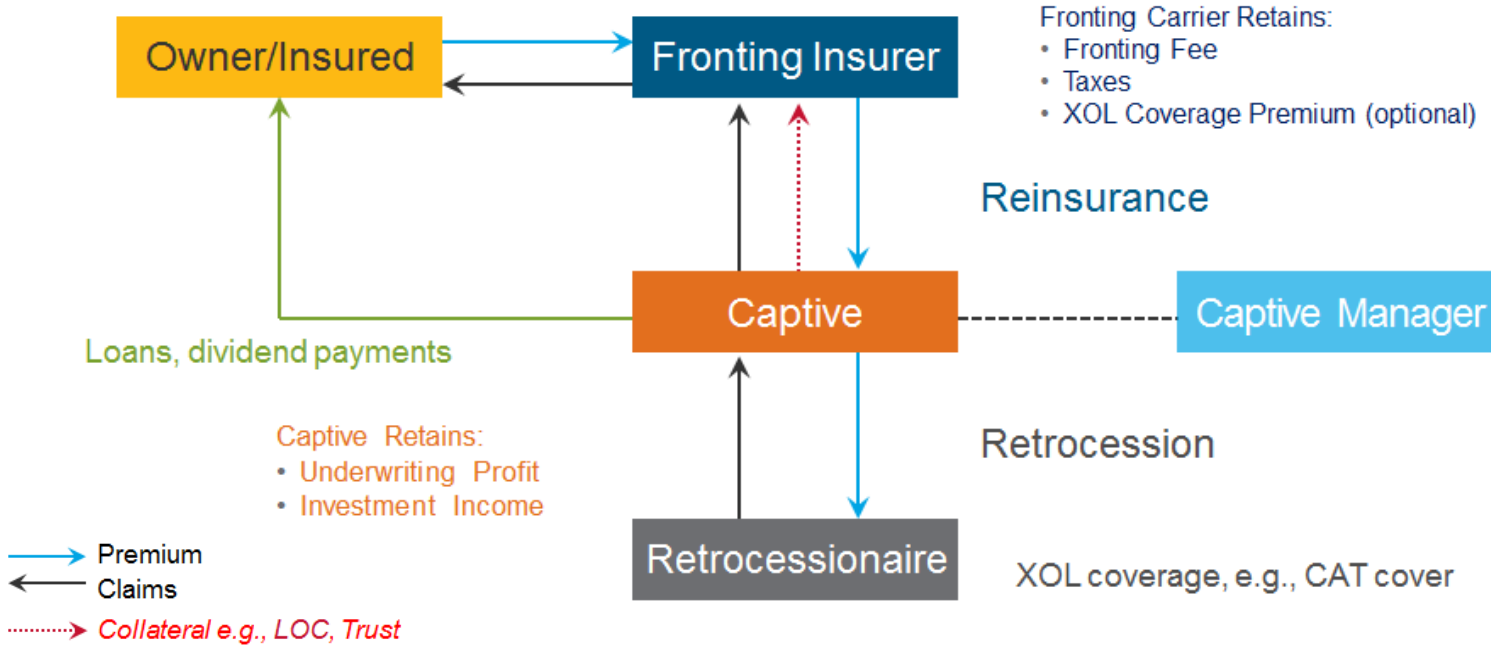 Owner/Insured
Fronting Insurer
Fronting Carrier Retains:
• Fronting Fee
• Taxes
• XOL Coverage Premium (optional)
Reinsurance
Captive
Captive Manager
Loans, dividend payments
Captive Retains:
• Underwriting Profit
• Investment Income
Retrocession
Retrocessionaire
XOL coverage, e.g., CAT cover
Premium
Claims
Collateral e.g., LOC, Trust